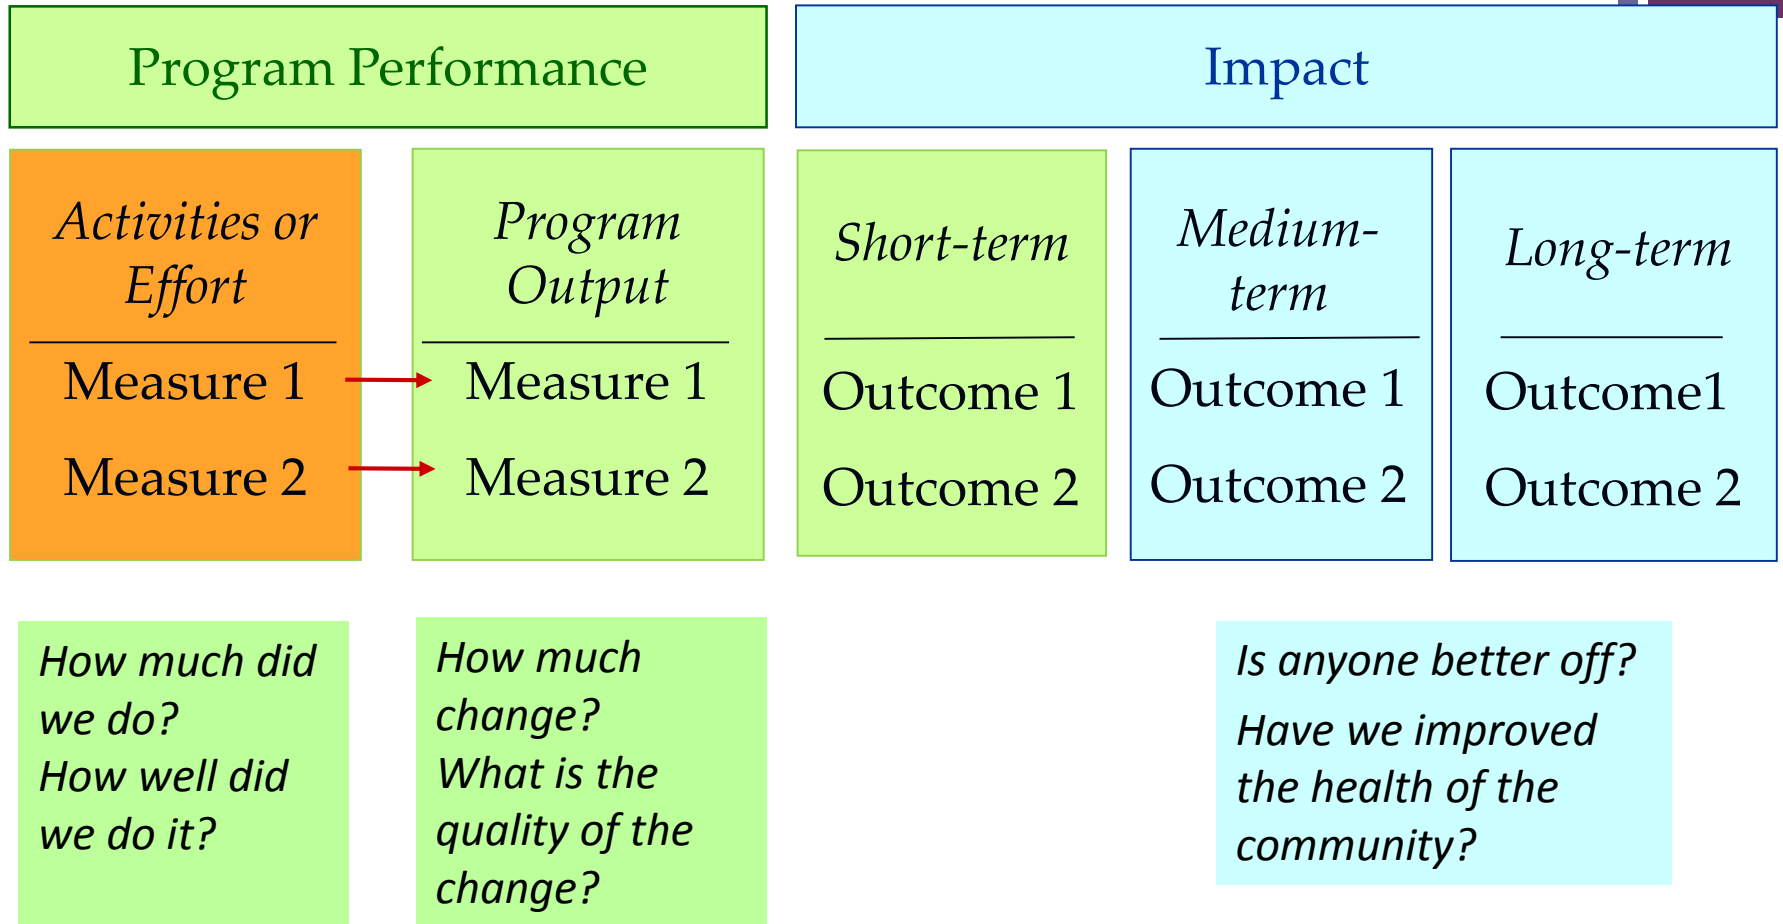 Program Performance
Impact
Activities or
Effort
Measure 1
Measure 2
Program
Output
Measure 1
Measure 2
Short-term
Outcome 1
Outcome 2
Medium-
term
Outcome 1
Outcome 2
Long-term
Outcome1
Outcome 2
How much did
we do?
How well did
we do it?
How much
change?
What is the
quality of the
change?
Is anyone better off?
Have we improved
the health of the
community?